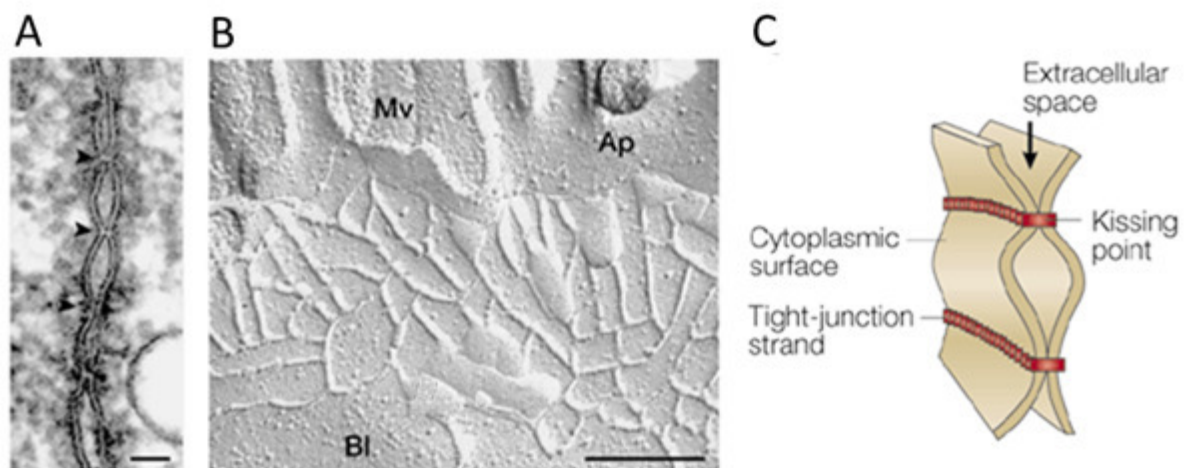 A
B
C
Mv
Ap
Bl
Extracellular
space
Kissing
point
Cytoplasmic
surface
Tight-junction
strand